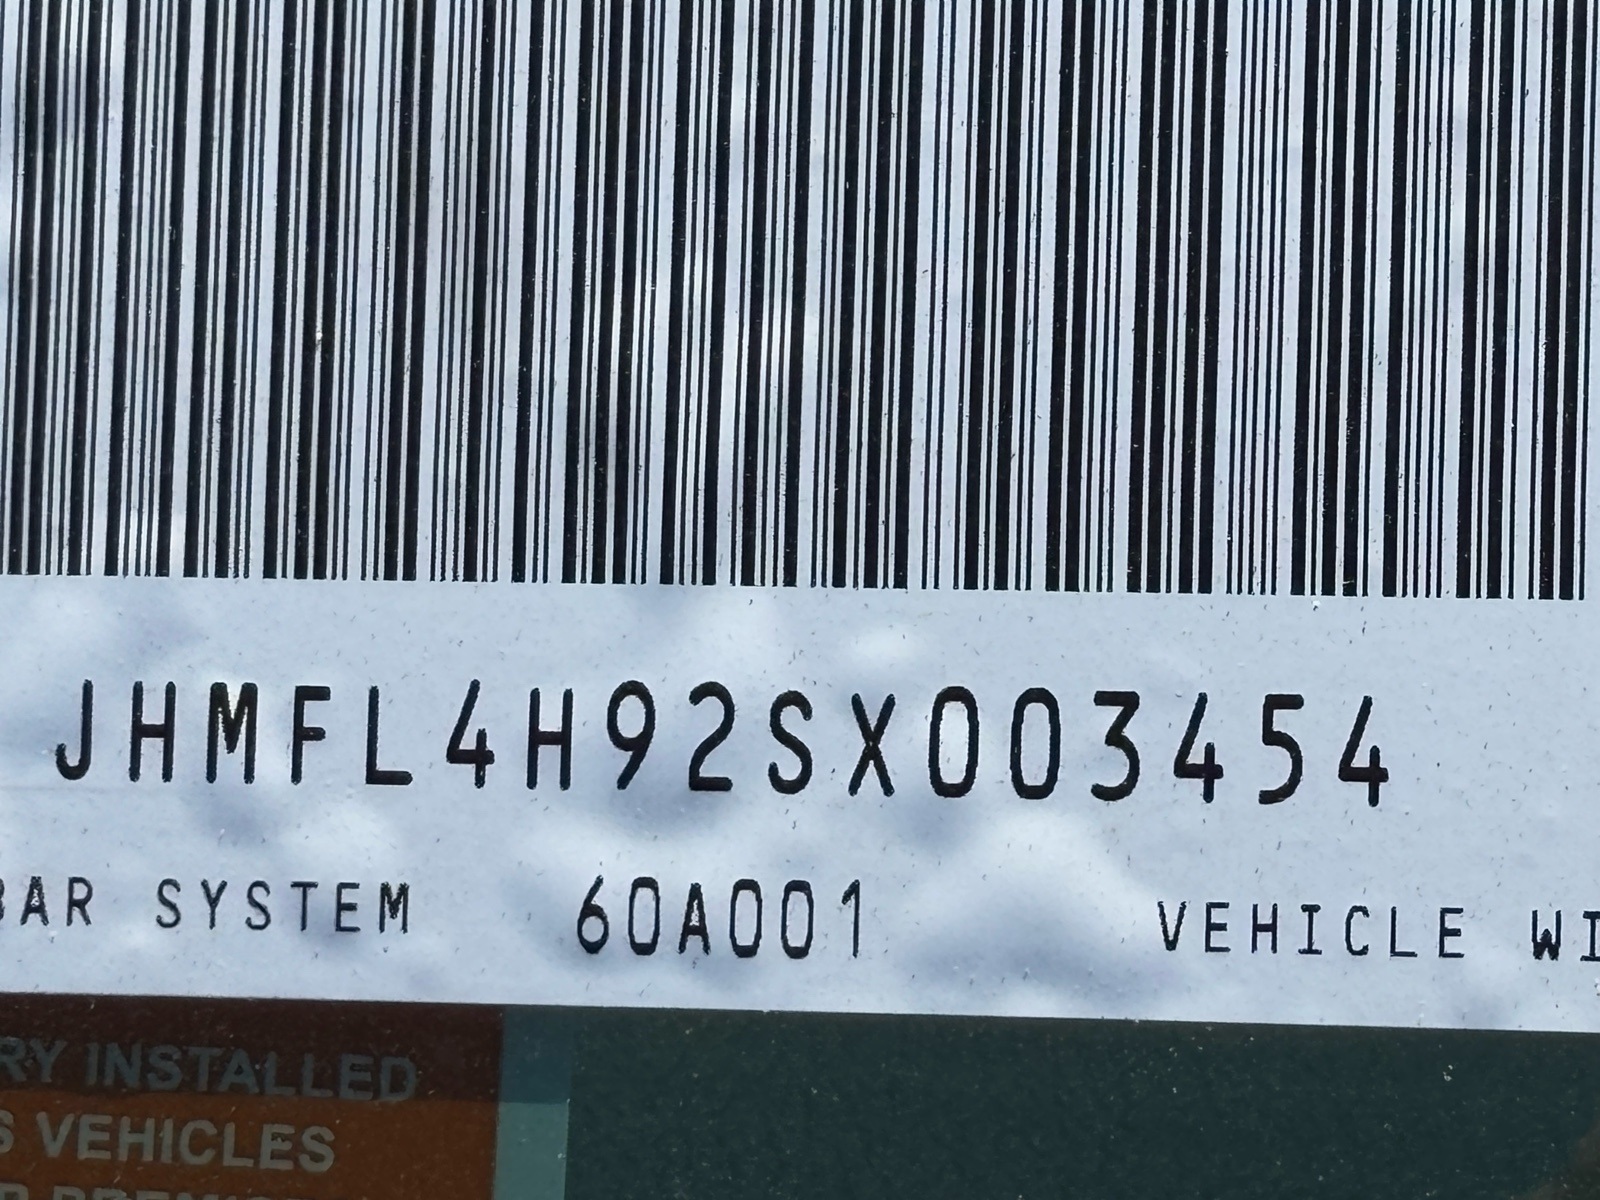 JHMFL4H92SX003454
BAR SYSTEM 60A001 VEHICLE WI
RY INSTALLED
S VEHICLES